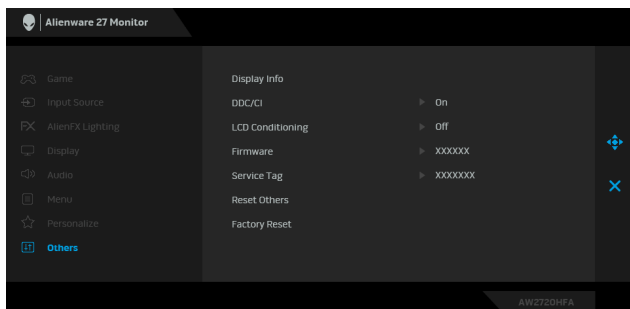 Alienware 27 Monitor
Game
Input Source
AlienFX Lighting
Display
Audio
Menu
Personalize
Others
Display Info
DDC/CI On
LCD Conditioning Off
Firmware XXXXXX
Service Tag XXXXXXX
Reset Others
Factory Reset
AW2720HFA